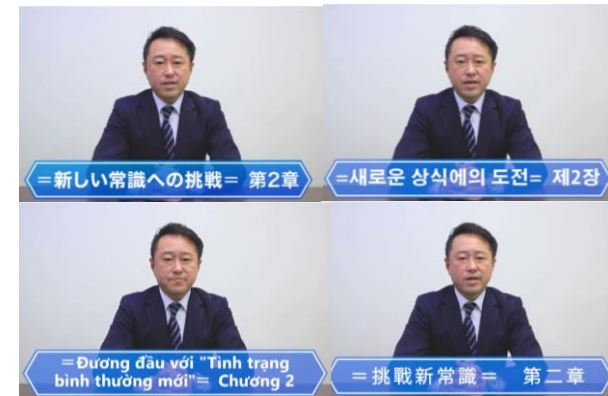 =新しい常識への挑戦= 第2章
=새로운 상식에의 도전= 제2장
=Đương đầu với "Tình trạng
bình thường mới"= Chương 2
=挑戰新常識= 第二章